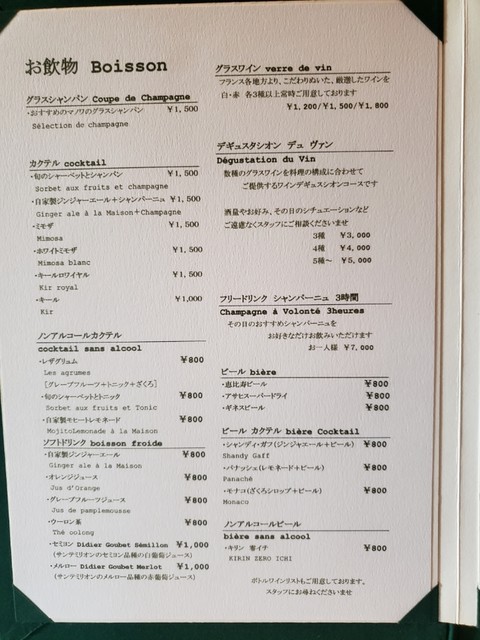 お飲物 Boisson
グラスシャンパン Coupe de Champagne
・おすすめのマノワのグラスシャンパン ¥1,500
Sélection de champagne
カクテル cocktail
・旬のシャーベットとシャンパン ¥1,500
Sorbet aux fruits et champagne
・自家製ジンジャーエール+シャンパーニュ ¥1,500
Ginger ale à la Maison+Champagne
・ミモザ ¥1,500
Mimosa
・ホワイトミモザ ¥1,500
Mimosa blanc
・キールロワイヤル ¥1,500
Kir royal
・キール ¥1,000
Kir
ノンアルコールカクテル
cocktail sans alcool
・レザグリュム ¥800
Les agrumes
[グレープフルーツ+トニック+ざくろ]
・旬のシャーベットとトニック ¥800
Sorbet aux fruits et Tonic
・自家製モヒートレモネード ¥800
MojitoLemonade à la Maison
ソフトドリンク boisson froide
・自家製ジンジャーエール ¥800
Ginger ale à la Maison
・オレンジジュース ¥800
Jus d'Orange
・グレープフルーツジュース ¥800
Jus de pamplemousse
・ウーロン茶 ¥800
Thé oolong
・セミヨン Didier Goubet Sémillon ¥1,000
(サンテミリオンのセミヨン品種の白葡萄ジュース)
・メルロー Didier Goubet Merlot ¥1,000
(サンテミリオンのメルロー品種の赤葡萄ジュース)
グラスワイン verre de vin
フランス各地方より、こだわりぬいた、厳選したワインを
白・赤 各3種以上常時ご用意しております
¥1,200/¥1,500/¥1,800
デギュスタシオン デュ ヴァン
Dégustation du Vin
数種のグラスワインを料理の構成に合わせて
ご提供するワインデギュスシオンコースです
酒量やお好み、その日のシチュエーションなど
ご遠慮なくスタッフにご相談くださいませ
3種 ¥3,000
4種 ¥4,000
5種～ ¥5,000
フリードリンク シャンパーニュ 3時間
Champagne à Volonté 3heures
その日のおすすめシャンパーニュを
お好きなだけお飲みいただけます
お一人様 ¥7,000
ビール bière
・恵比寿ビール ¥800
・アサヒスーパードライ ¥800
・ギネスビール ¥800
ビール カクテル bière Cocktail
・シャンディ・ガフ(ジンジャエール+ビール) ¥800
Shandy Gaff
・パナッシェ(レモネード+ビール) ¥800
Panaché
・モナコ(ざくろシロップ+ビール) ¥800
Monaco
ノンアルコールビール
bière sans alcool
・キリン 零イチ ¥800
KIRIN ZERO ICHI
ボトルワインリストもご用意しております。
スタッフにお尋ねくださいませ